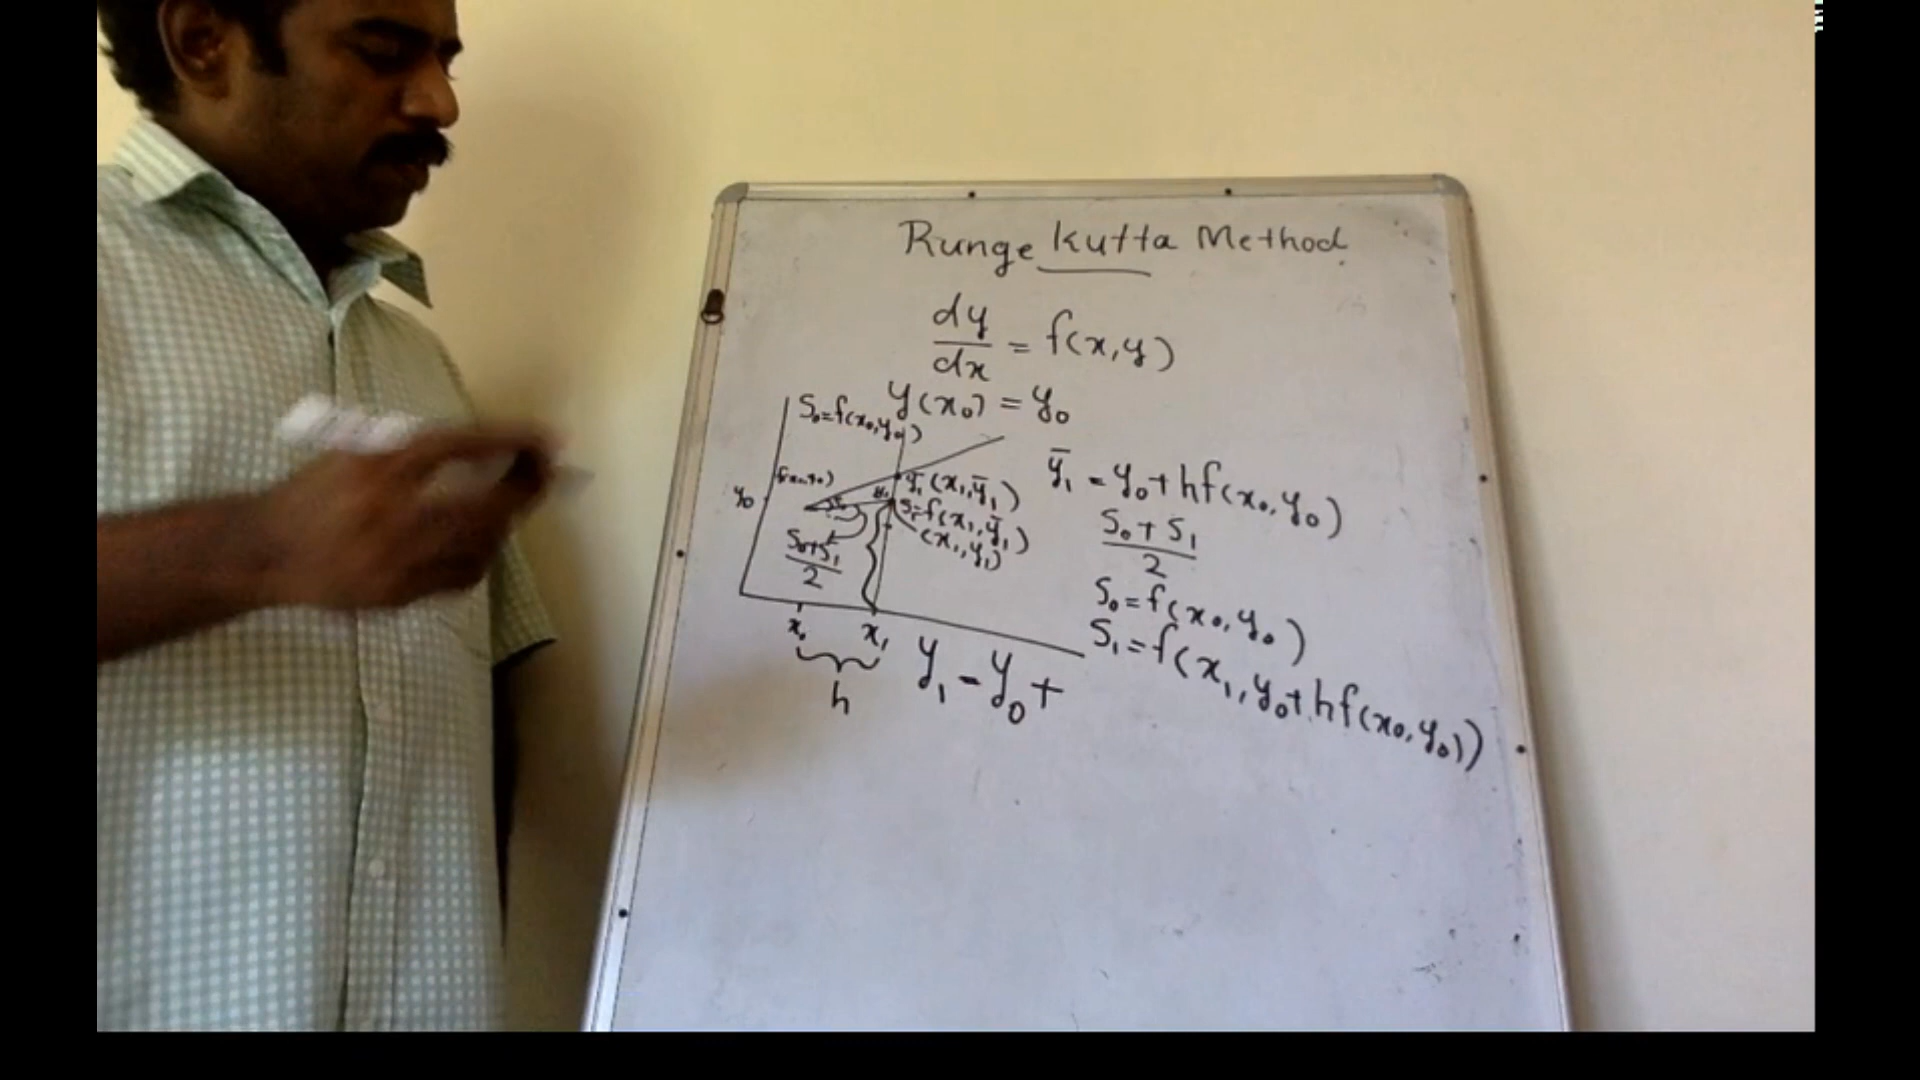 Runge Kutta Method.
dy/dx = f(x,y)
y(x₀) = y₀
S₀=f(x₀,y₀)
y₀
ȳ₁(x₁,ȳ₁)
S₁=f(x₁,ȳ₁)
(x₁,y₁)
(S₀+S₁)/2
x₀ x₁
h
ȳ₁ = y₀+hf(x₀,y₀)
(S₀+S₁)/2
S₀=f(x₀,y₀)
S₁=f(x₁,y₀+hf(x₀,y₀))
y₁=y₀+